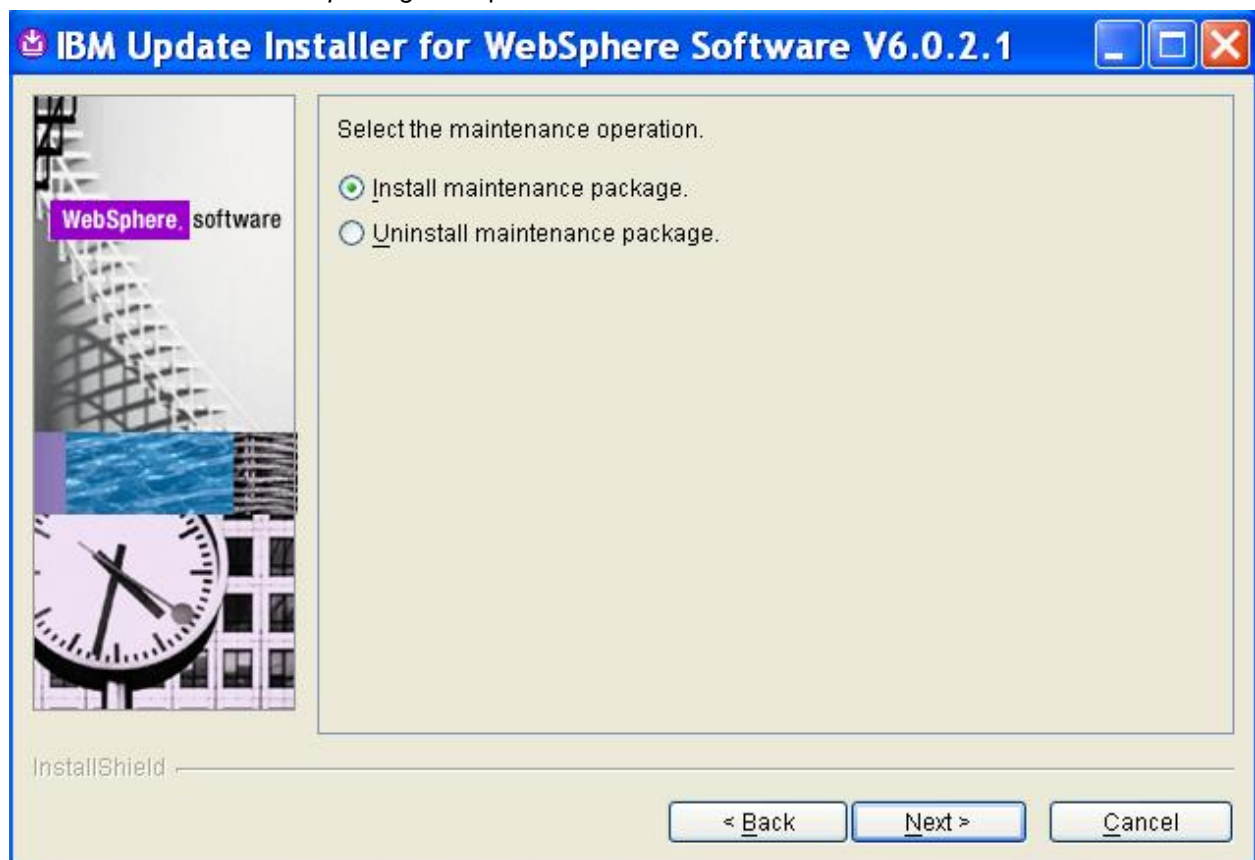 IBM Update Installer for WebSphere Software V6.0.2.1
Select the maintenance operation.
Install maintenance package.
Uninstall maintenance package.
WebSphere. software
InstallShield
< Back
Next >
Cancel